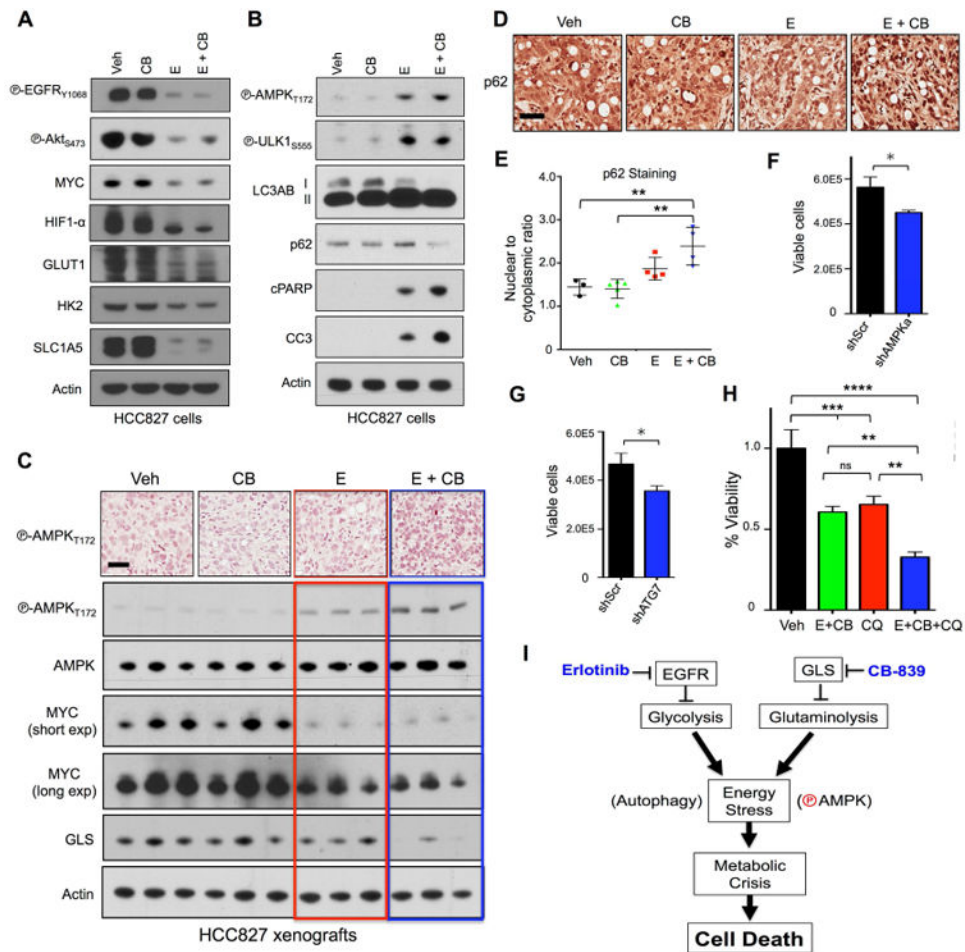 A
Veh
CB
E
E + CB
Ⓟ-EGFRY1068
Ⓟ-AktS473
MYC
HIF1-α
GLUT1
HK2
SLC1A5
Actin
HCC827 cells
B
Veh
CB
E
E + CB
Ⓟ-AMPKT172
Ⓟ-ULK1S555
LC3AB
I
II
p62
cPARP
CC3
Actin
HCC827 cells
C
Veh
CB
E
E + CB
Ⓟ-AMPKT172
Ⓟ-AMPKT172
AMPK
MYC
(short exp)
MYC
(long exp)
GLS
Actin
HCC827 xenografts
D
Veh
CB
E
E + CB
p62
E
p62 Staining
**
**
Nuclear to
cytoplasmic ratio
4.0
3.0
2.0
1.0
0
Veh
CB
E
E + CB
F
*
Viable cells
6.0E5
4.0E5
2.0E5
shScr
shAMPKa
G
*
Viable cells
6.0E5
4.0E5
2.0E5
0
shScr
shATG7
H
****
***
**
ns
**
% Viability
1.0
0.5
0
Veh
E+CB
CQ
E+CB+CQ
I
Erlotinib
EGFR
GLS
CB-839
Glycolysis
Glutaminolysis
(Autophagy)
Energy
Stress
(ⓅAMPK)
Metabolic
Crisis
Cell Death